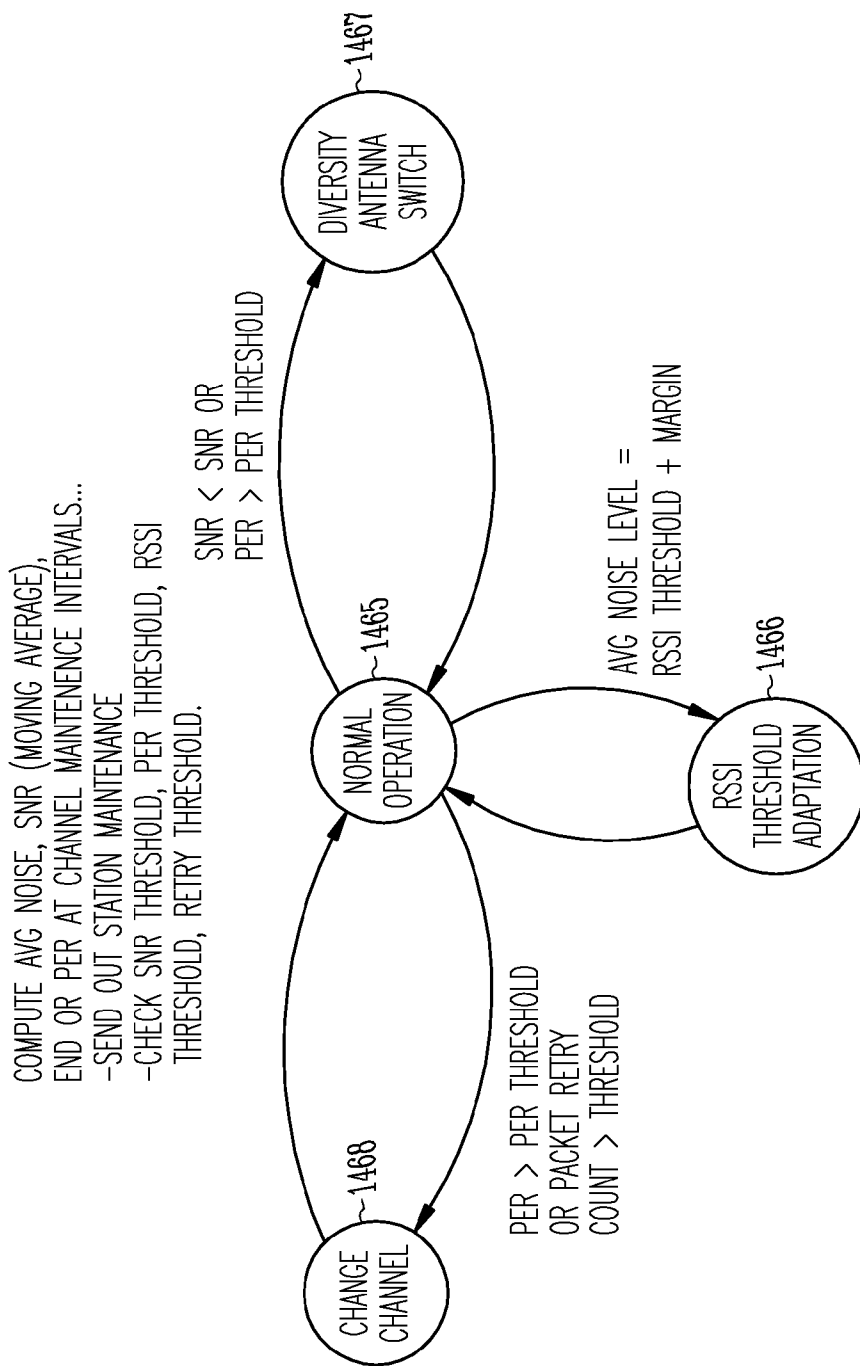 COMPUTE AVG NOISE, SNR (MOVING AVERAGE),
END OR PER AT CHANNEL MAINTENENCE INTERVALS...
-SEND OUT STATION MAINTENANCE
-CHECK SNR THRESHOLD, PER THRESHOLD, RSSI
THRESHOLD, RETRY THRESHOLD.
1468
CHANGE
CHANNEL
PER > PER THRESHOLD
OR PACKET RETRY
COUNT > THRESHOLD
1465
NORMAL
OPERATION
SNR < SNR OR
PER > PER THRESHOLD
1467
DIVERSITY
ANTENNA
SWITCH
AVG NOISE LEVEL =
RSSI THRESHOLD + MARGIN
1466
RSSI
THRESHOLD
ADAPTATION